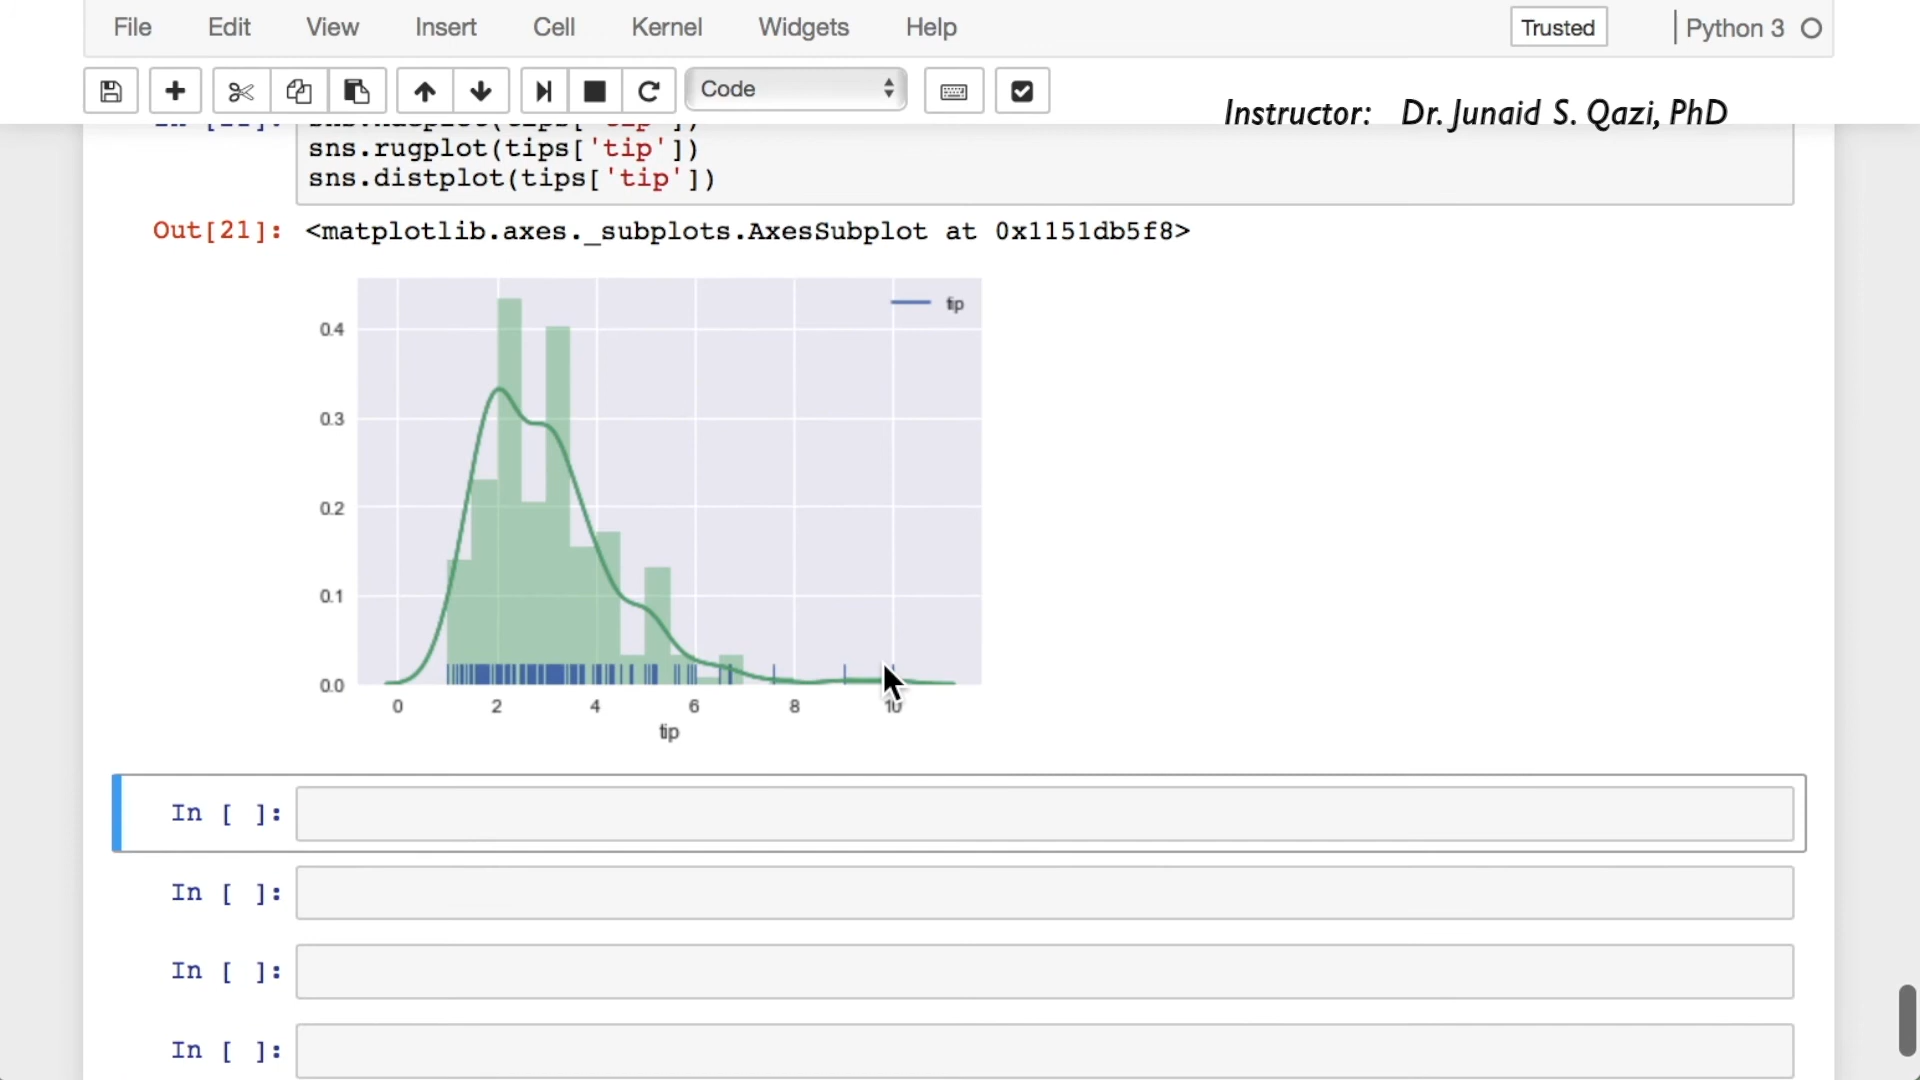 File Edit View Insert Cell Kernel Widgets Help Trusted Python 3
Code
Instructor: Dr. Junaid S. Qazi, PhD
sns.rugplot(tips['tip'])
sns.distplot(tips['tip'])
Out[21]: <matplotlib.axes._subplots.AxesSubplot at 0x1151db5f8>
tip
0.4
0.3
0.2
0.1
0.0
0 2 4 6 8 10
tip
In [ ]:
In [ ]:
In [ ]:
In [ ]: